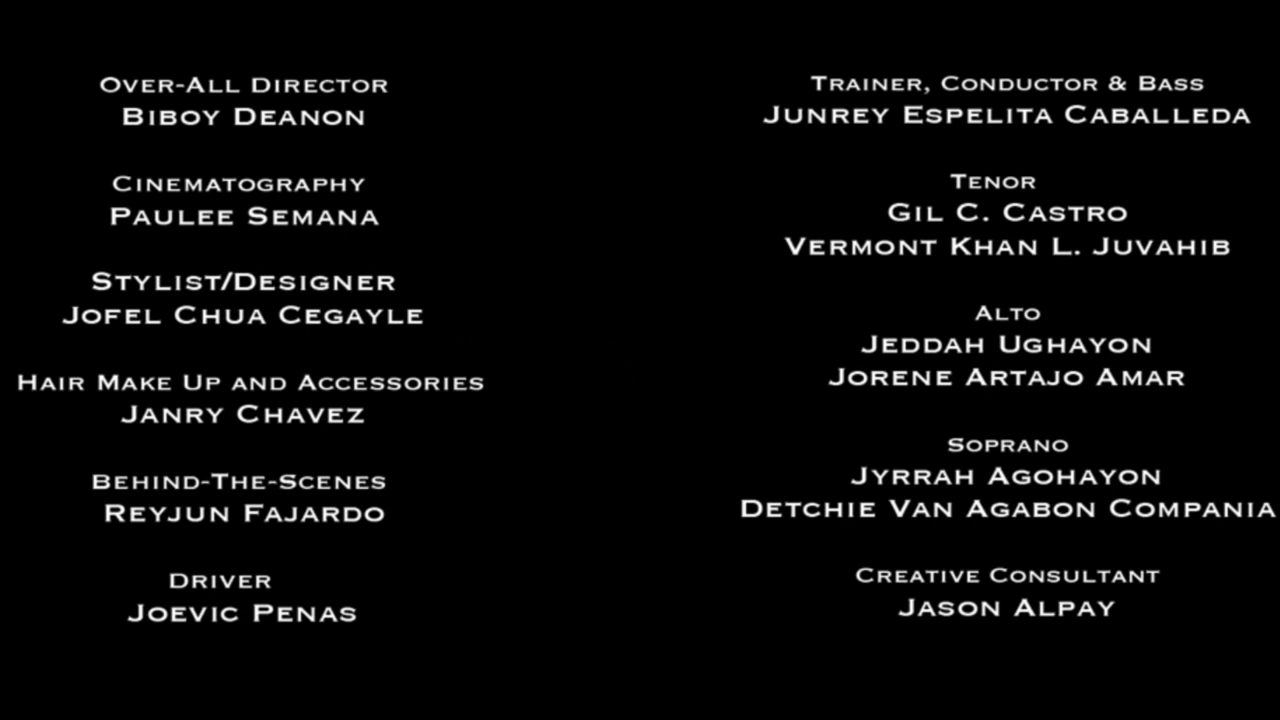 Over-All Director
Biboy Deanon
Cinematography
Paulee Semana
Stylist/Designer
Jofel Chua Cegayle
Hair Make Up and Accessories
Janry Chavez
Behind-The-Scenes
Reyjun Fajardo
Driver
Joevic Penas
Trainer, Conductor & Bass
Junrey Espelita Caballeda
Tenor
Gil C. Castro
Vermont Khan L. Juvahib
Alto
Jeddah Ughayon
Jorene Artajo Amar
Soprano
Jyrrah Agohayon
Detchie Van Agabon Compania
Creative Consultant
Jason Alpay